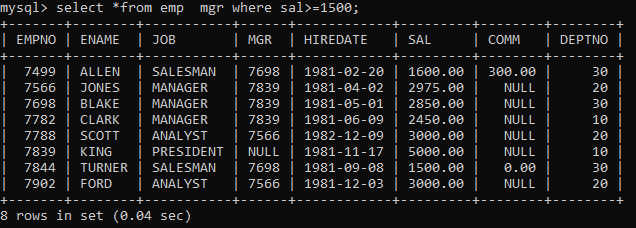 mysql> select *from emp  mgr where sal>=1500;
+-------+--------+-----------+------+------------+---------+--------+--------+
| EMPNO | ENAME  | JOB       | MGR  | HIREDATE   | SAL     | COMM   | DEPTNO |
+-------+--------+-----------+------+------------+---------+--------+--------+
|  7499 | ALLEN  | SALESMAN  | 7698 | 1981-02-20 | 1600.00 | 300.00 |     30 |
|  7566 | JONES  | MANAGER   | 7839 | 1981-04-02 | 2975.00 |   NULL |     20 |
|  7698 | BLAKE  | MANAGER   | 7839 | 1981-05-01 | 2850.00 |   NULL |     30 |
|  7782 | CLARK  | MANAGER   | 7839 | 1981-06-09 | 2450.00 |   NULL |     10 |
|  7788 | SCOTT  | ANALYST   | 7566 | 1982-12-09 | 3000.00 |   NULL |     20 |
|  7839 | KING   | PRESIDENT | NULL | 1981-11-17 | 5000.00 |   NULL |     10 |
|  7844 | TURNER | SALESMAN  | 7698 | 1981-09-08 | 1500.00 |   0.00 |     30 |
|  7902 | FORD   | ANALYST   | 7566 | 1981-12-03 | 3000.00 |   NULL |     20 |
+-------+--------+-----------+------+------------+---------+--------+--------+
8 rows in set (0.04 sec)